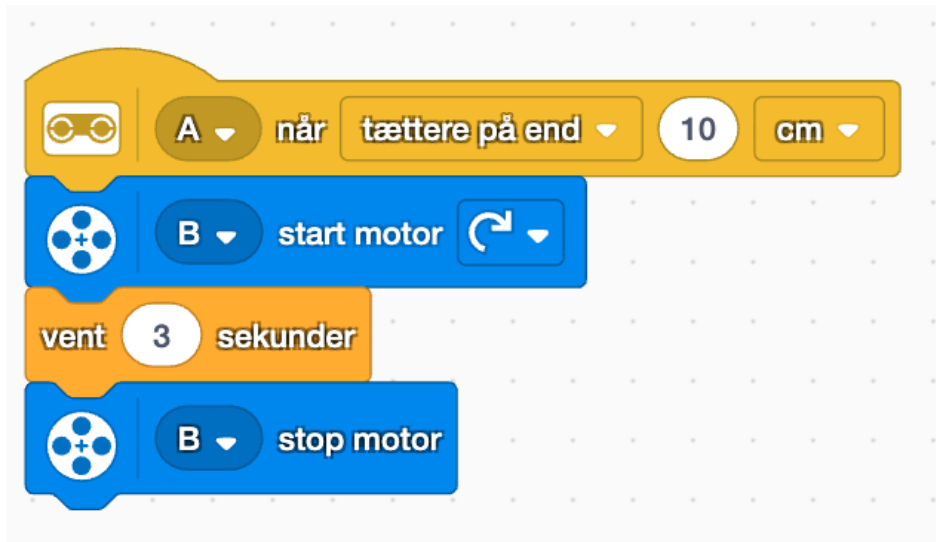 A når tættere på end 10 cm
B start motor
vent 3 sekunder
B stop motor